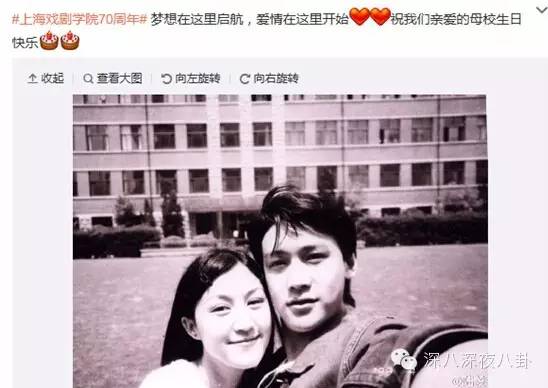 #上海戏剧学院70周年# 梦想在这里启航，爱情在这里开始❤❤祝我们亲爱的母校生日
快乐🎂🎂
收起 查看大图 向左旋转 向右旋转
深八深夜八卦